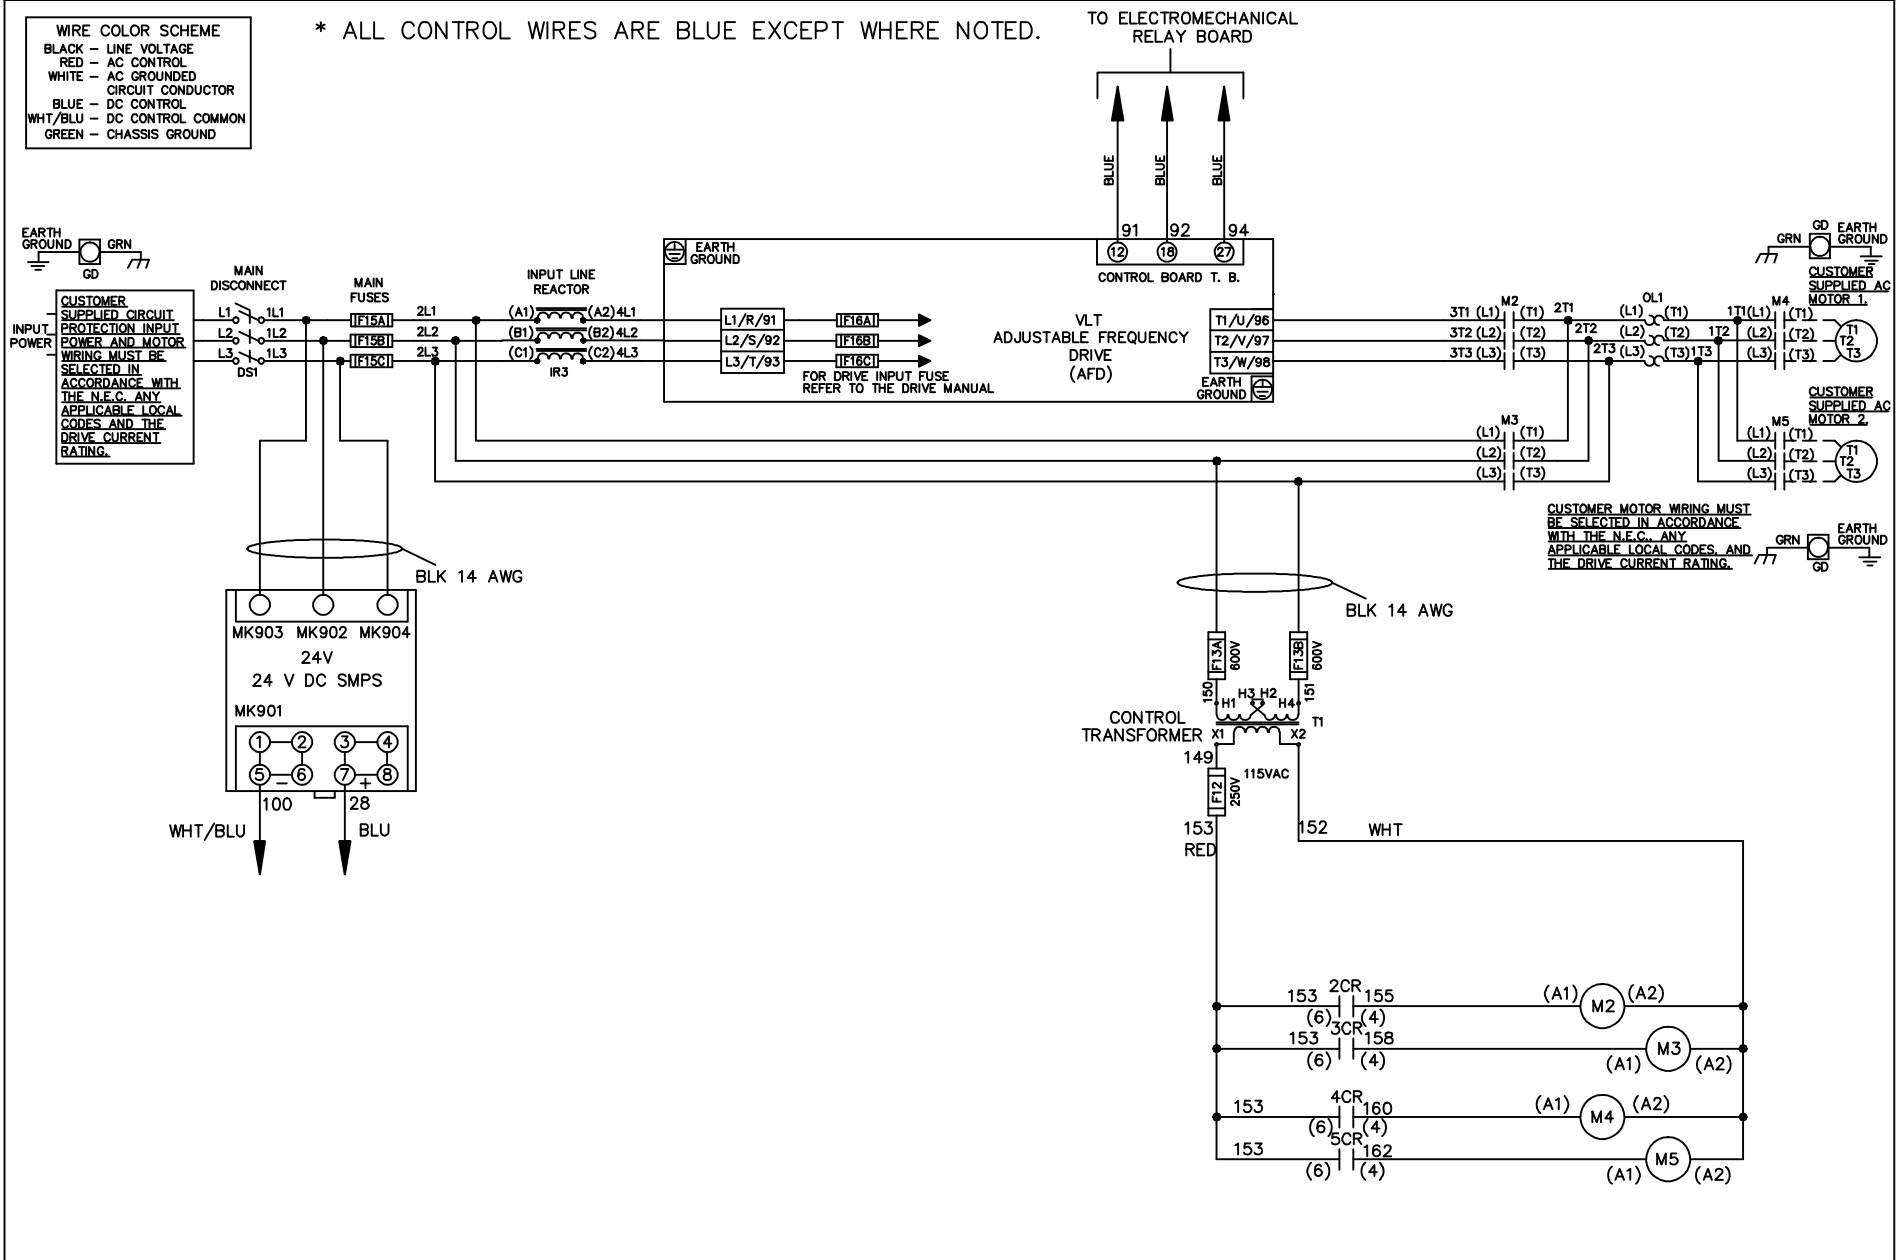 WIRE COLOR SCHEME
BLACK – LINE VOLTAGE
RED – AC CONTROL
WHITE – AC GROUNDED
CIRCUIT CONDUCTOR
BLUE – DC CONTROL
WHT/BLU – DC CONTROL COMMON
GREEN – CHASSIS GROUND
* ALL CONTROL WIRES ARE BLUE EXCEPT WHERE NOTED.
TO ELECTROMECHANICAL
RELAY BOARD
BLUE BLUE BLUE
91 92 94
12 18 27
CONTROL BOARD T. B.
EARTH
GROUND
GRN
GD
CUSTOMER
SUPPLIED CIRCUIT
PROTECTION INPUT
POWER AND MOTOR
WIRING MUST BE
SELECTED IN
ACCORDANCE WITH
THE N.E.C. ANY
APPLICABLE LOCAL
CODES AND THE
DRIVE CURRENT
RATING.
INPUT
POWER
MAIN
DISCONNECT
L1 1L1
L2 1L2
L3 1L3
DS1
MAIN
FUSES
F15A
F15B
F15C
2L1
2L2
2L3
INPUT LINE
REACTOR
(A1) (A2) 4L1
(B1) (B2) 4L2
(C1) (C2) 4L3
IR3
EARTH
GROUND
L1/R/91
L2/S/92
L3/T/93
F16A
F16B
F16C
FOR DRIVE INPUT FUSE
REFER TO THE DRIVE MANUAL
VLT
ADJUSTABLE FREQUENCY
DRIVE
(AFD)
T1/U/96
T2/V/97
T3/W/98
EARTH
GROUND
M2
3T1 (L1) (T1) 2T1
3T2 (L2) (T2) 2T2
3T3 (L3) (T3) 2T3
OL1
(L1) (T1) 1T1
(L2) (T2) 1T2
(L3) (T3) 1T3
M4
(L1) (T1)
(L2) (T2)
(L3) (T3)
T1
T2
T3
GD
GRN
EARTH
GROUND
CUSTOMER
SUPPLIED AC
MOTOR 1.
CUSTOMER
SUPPLIED AC
MOTOR 2.
M3
(L1) (T1)
(L2) (T2)
(L3) (T3)
M5
(L1) (T1)
(L2) (T2)
(L3) (T3)
T1
T2
T3
CUSTOMER MOTOR WIRING MUST
BE SELECTED IN ACCORDANCE
WITH THE N.E.C., ANY
APPLICABLE LOCAL CODES, AND
THE DRIVE CURRENT RATING.
GRN
GD
EARTH
GROUND
BLK 14 AWG
MK903 MK902 MK904
24V
24 V DC SMPS
MK901
1 2 3 4
5 6 7 8
– +
100 28
WHT/BLU BLU
BLK 14 AWG
F13A
600V
F13B
600V
150 151
H1 H3 H2 H4
CONTROL
TRANSFORMER
T1
X1 X2
149
115VAC
F12
250V
153
RED
152 WHT
153 2CR 155 (A1) M2 (A2)
(6) (4)
153 3CR 158 M3
(6) (4) (A1) (A2)
153 4CR 160 (A1) M4 (A2)
(6) (4)
153 5CR 162 M5
(6) (4) (A1) (A2)